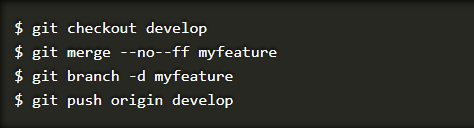 $ git checkout develop
$ git merge --no--ff myfeature
$ git branch -d myfeature
$ git push origin develop